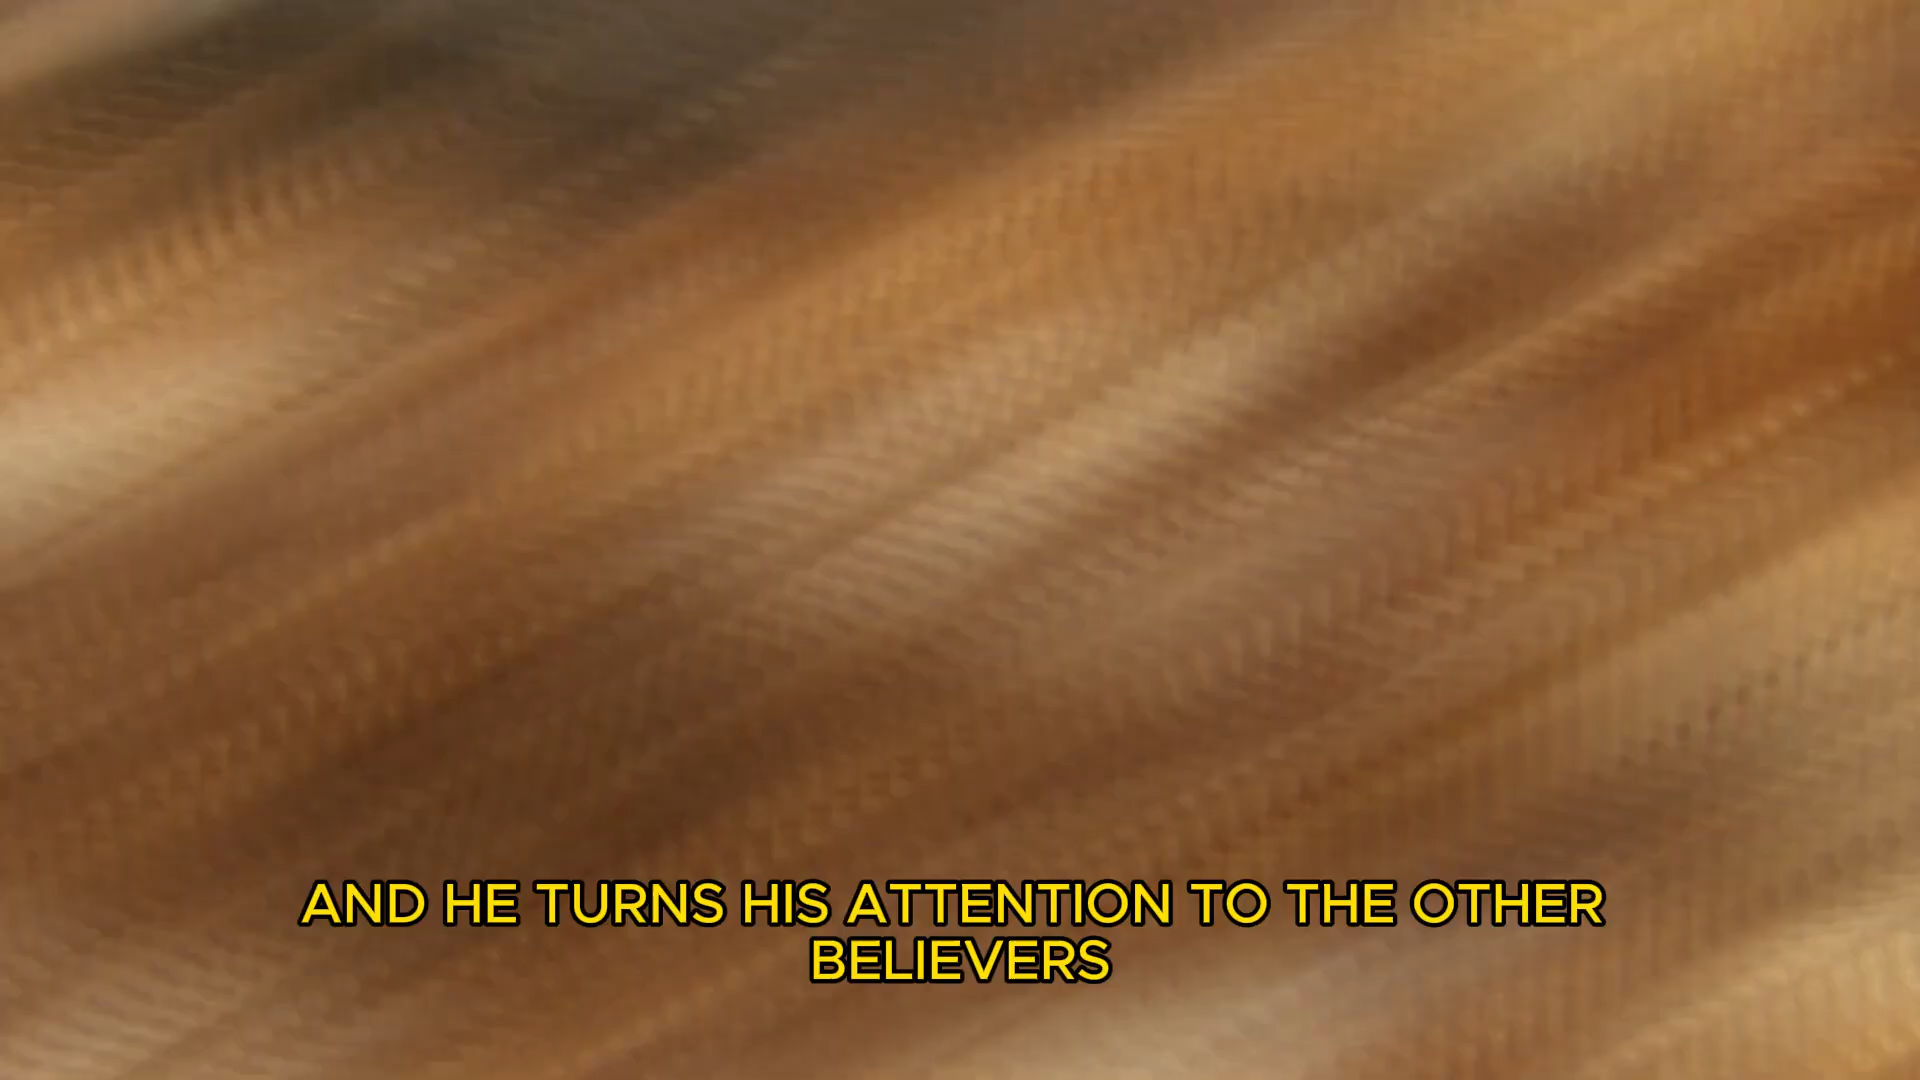 AND HE TURNS HIS ATTENTION TO THE OTHER
BELIEVERS